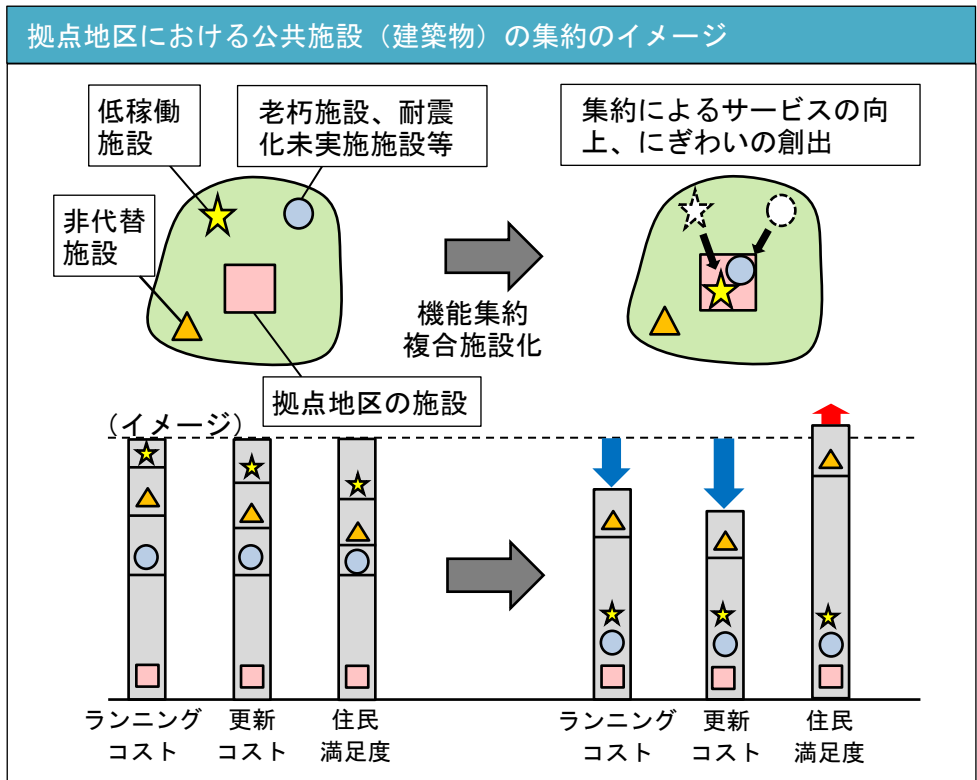 拠点地区における公共施設（建築物）の集約のイメージ
低稼働
施設
老朽施設、耐震
化未実施施設等
集約によるサービスの向
上、にぎわいの創出
非代替
施設
機能集約
複合施設化
拠点地区の施設
（イメージ）
ランニング
コスト
更新
コスト
住民
満足度
ランニング
コスト
更新
コスト
住民
満足度